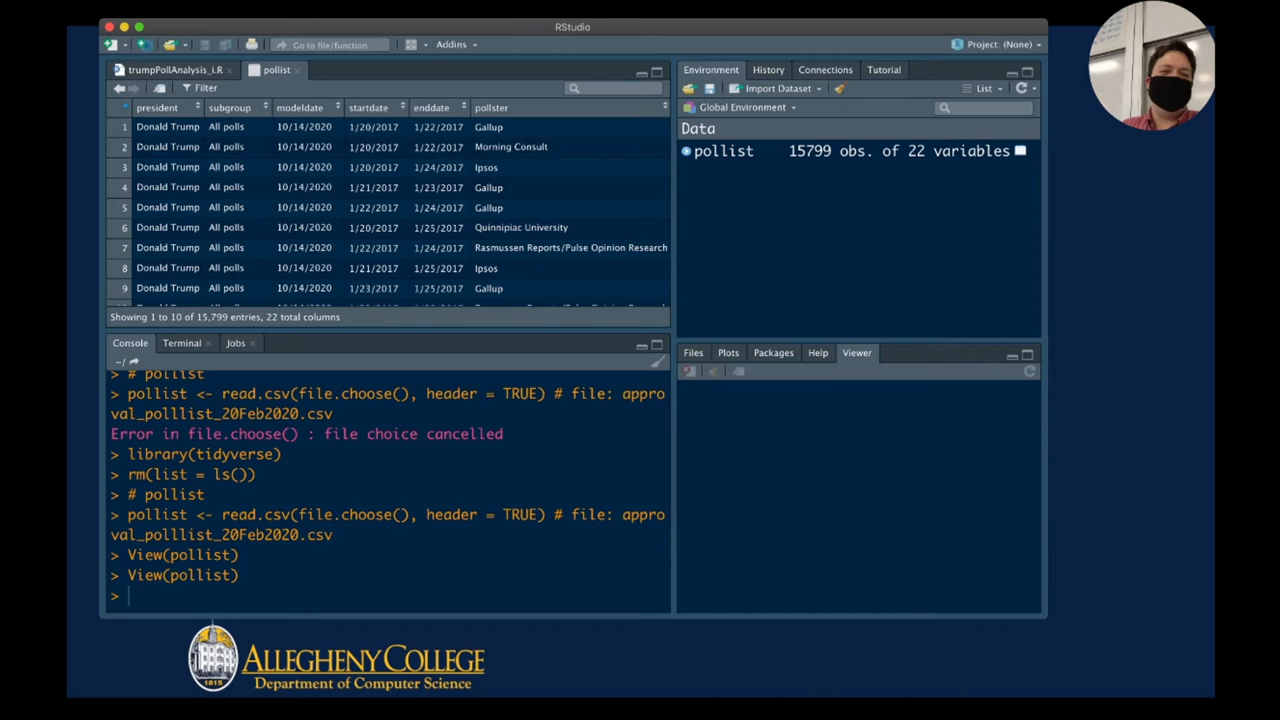 RStudio
Go to file/function
Addins
Project: (None)
trumpPollAnalysis_i.R
pollist
Filter
president subgroup modeldate startdate enddate pollster
1 Donald Trump All polls 10/14/2020 1/20/2017 1/22/2017 Gallup
2 Donald Trump All polls 10/14/2020 1/20/2017 1/22/2017 Morning Consult
3 Donald Trump All polls 10/14/2020 1/20/2017 1/24/2017 Ipsos
4 Donald Trump All polls 10/14/2020 1/21/2017 1/23/2017 Gallup
5 Donald Trump All polls 10/14/2020 1/22/2017 1/24/2017 Gallup
6 Donald Trump All polls 10/14/2020 1/20/2017 1/25/2017 Quinnipiac University
7 Donald Trump All polls 10/14/2020 1/22/2017 1/24/2017 Rasmussen Reports/Pulse Opinion Research
8 Donald Trump All polls 10/14/2020 1/21/2017 1/25/2017 Ipsos
9 Donald Trump All polls 10/14/2020 1/23/2017 1/25/2017 Gallup
Showing 1 to 10 of 15,799 entries, 22 total columns
Console Terminal Jobs
~/
> # pollist
> pollist <- read.csv(file.choose(), header = TRUE) # file: appro
val_polllist_20Feb2020.csv
Error in file.choose() : file choice cancelled
> library(tidyverse)
> rm(list = ls())
> # pollist
> pollist <- read.csv(file.choose(), header = TRUE) # file: appro
val_polllist_20Feb2020.csv
> View(pollist)
> View(pollist)
>
Environment History Connections Tutorial
Import Dataset
List
Global Environment
Data
pollist 15799 obs. of 22 variables
Files Plots Packages Help Viewer
1815
ALLEGHENY COLLEGE
Department of Computer Science